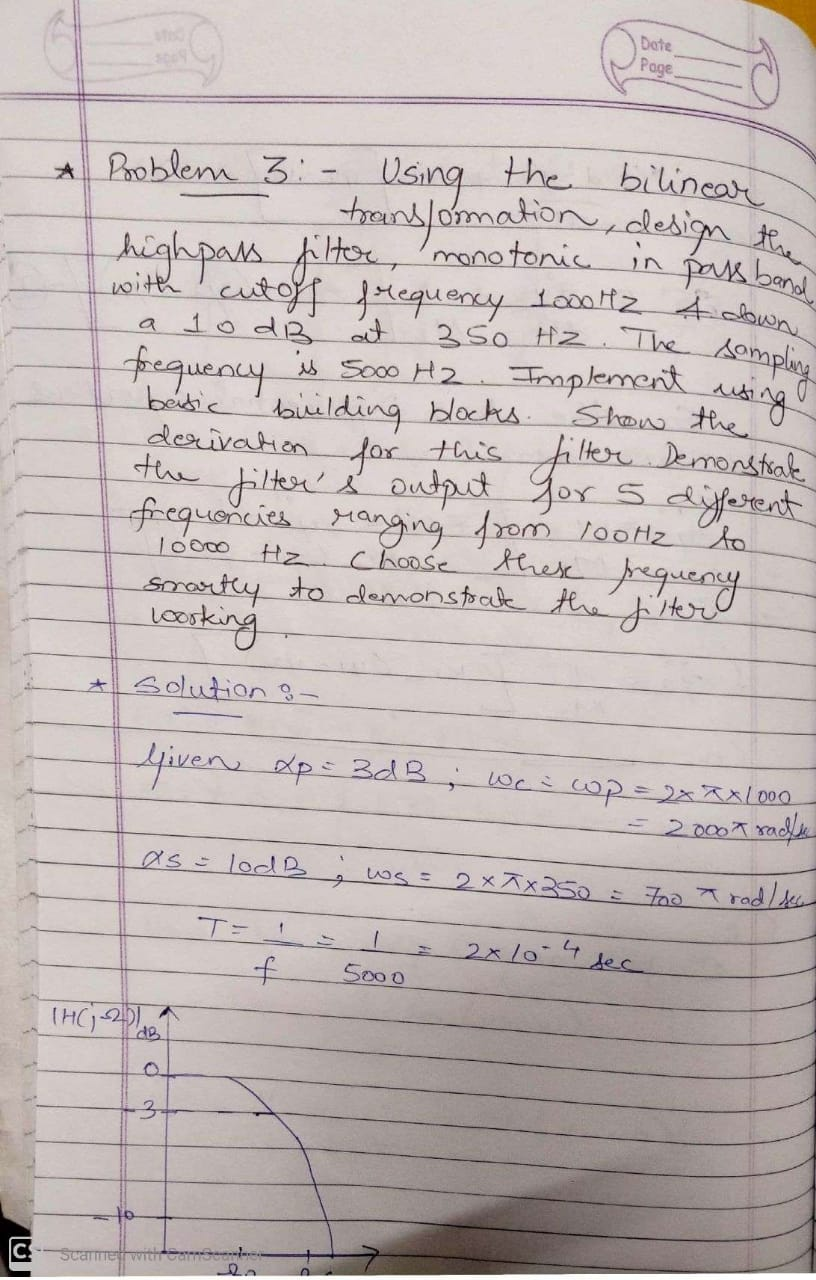 Date
Page
* Problem 3:- Using the bilinear
transformation, design the
highpass filter, monotonic in pass band
with cutoff frequency 1000HZ & down
a 10 dB at 350 HZ. The sampling
frequency is 5000 HZ. Implement using
basic building blocks. Show the
derivation for this filter. Demonstrate
the filter's output for 5 different
frequencies ranging from 100HZ to
10000 HZ. Choose these frequency
smartly to demonstrate the filter
working.
* Solution :-
Given αp = 3dB ; ωc = ωp = 2×π×1000
= 2000π rad/sec
αs = 10dB ; ωs = 2×π×350 = 700 π rad/sec
T = 1/f = 1/5000 = 2×10-4 sec
|H(jΩ)|dB
0
-3
-10
CS Scanned with CamScanner